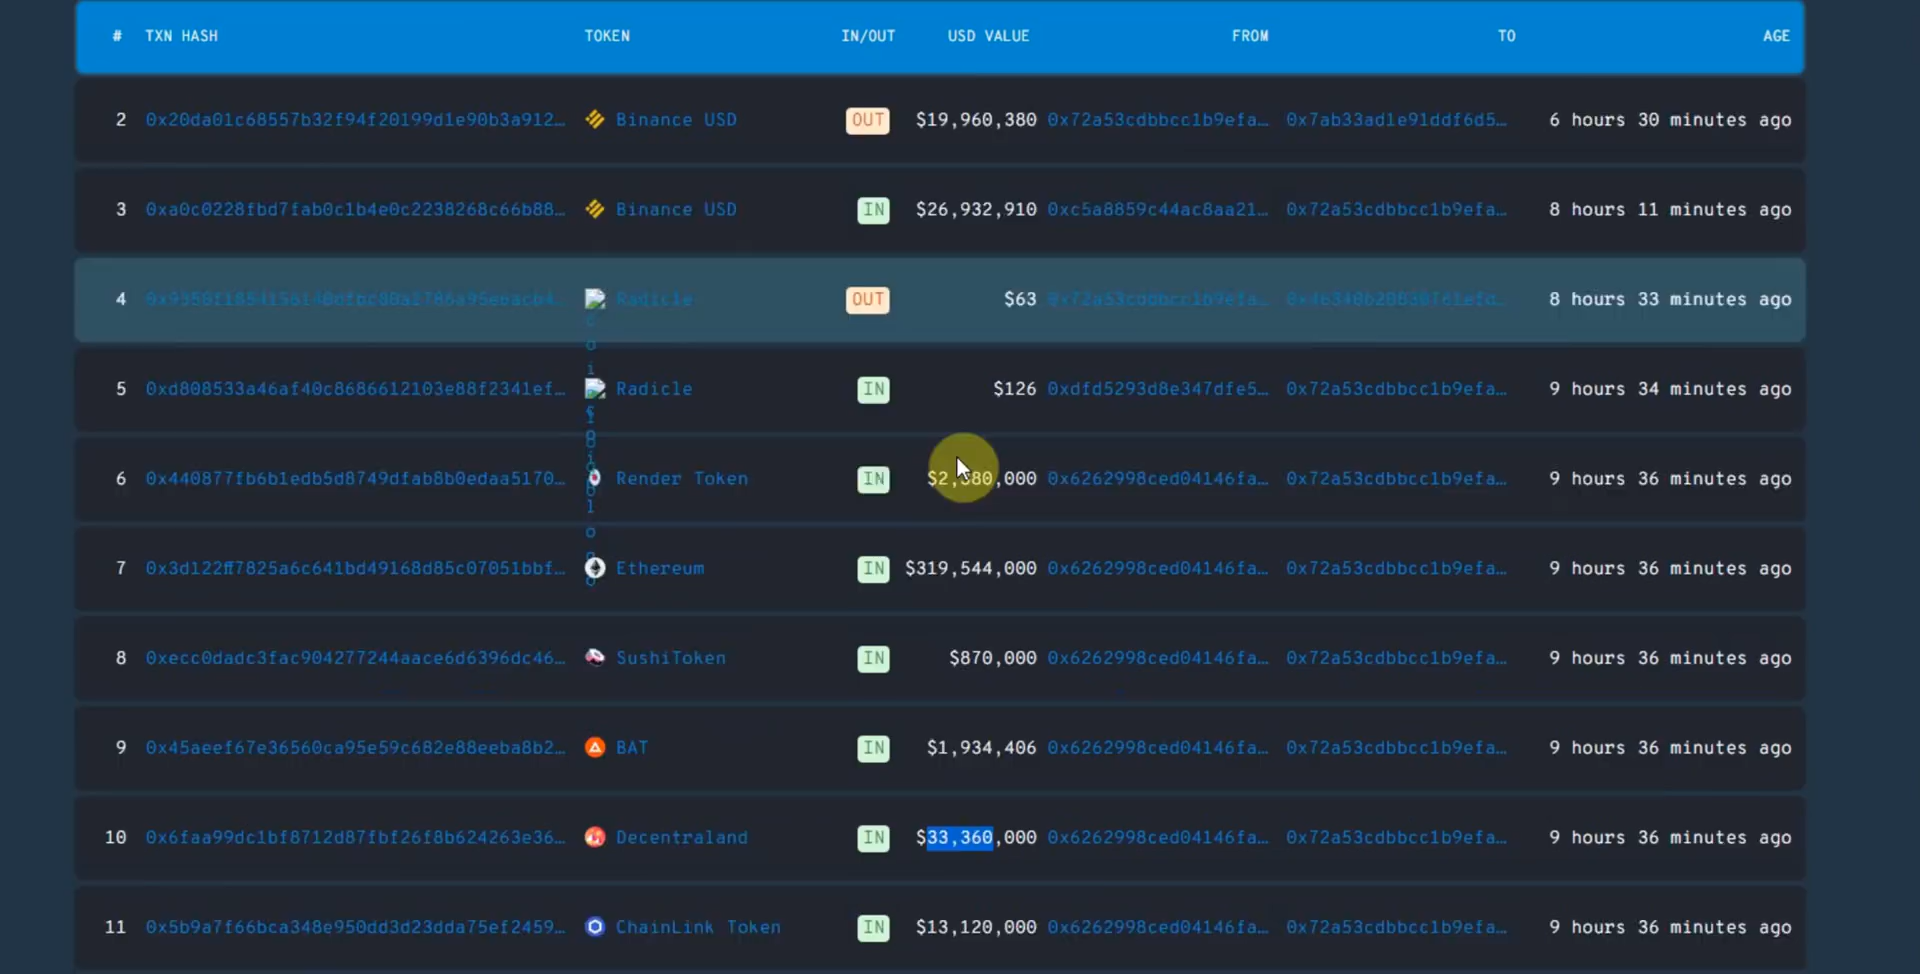 # TXN HASH TOKEN IN/OUT USD VALUE FROM TO AGE
2 0x20da01c68557b32f94f20199d1e90b3a912… Binance USD OUT $19,960,380 0x72a53cdbbcc1b9efa… 0x7ab33ad1e91ddf6d5… 6 hours 30 minutes ago
3 0xa0c0228fbd7fab0c1b4e0c2238268c66b88… Binance USD IN $26,932,910 0xc5a8859c44ac8aa21… 0x72a53cdbbcc1b9efa… 8 hours 11 minutes ago
4 Radicle OUT $63 0x72a53cdbbcc1b9efa… 8 hours 33 minutes ago
5 0xd808533a46af40c8686612103e88f2341ef… Radicle IN $126 0xdfd5293d8e347dfe5… 0x72a53cdbbcc1b9efa… 9 hours 34 minutes ago
6 0x440877fb6b1edb5d8749dfab8b0edaa5170… Render Token IN $2,380,000 0x6262998ced04146fa… 0x72a53cdbbcc1b9efa… 9 hours 36 minutes ago
7 0x3d122ff7825a6c641bd49168d85c07051bbf… Ethereum IN $319,544,000 0x6262998ced04146fa… 0x72a53cdbbcc1b9efa… 9 hours 36 minutes ago
8 0xecc0dadc3fac904277244aace6d6396dc46… SushiToken IN $870,000 0x6262998ced04146fa… 0x72a53cdbbcc1b9efa… 9 hours 36 minutes ago
9 0x45aeef67e36560ca95e59c682e88eeba8b2… BAT IN $1,934,406 0x6262998ced04146fa… 0x72a53cdbbcc1b9efa… 9 hours 36 minutes ago
10 0x6faa99dc1bf8712d87fbf26f8b624263e36… Decentraland IN $33,360,000 0x6262998ced04146fa… 0x72a53cdbbcc1b9efa… 9 hours 36 minutes ago
11 0x5b9a7f66bca348e950dd3d23dda75ef2459… ChainLink Token IN $13,120,000 0x6262998ced04146fa… 0x72a53cdbbcc1b9efa… 9 hours 36 minutes ago